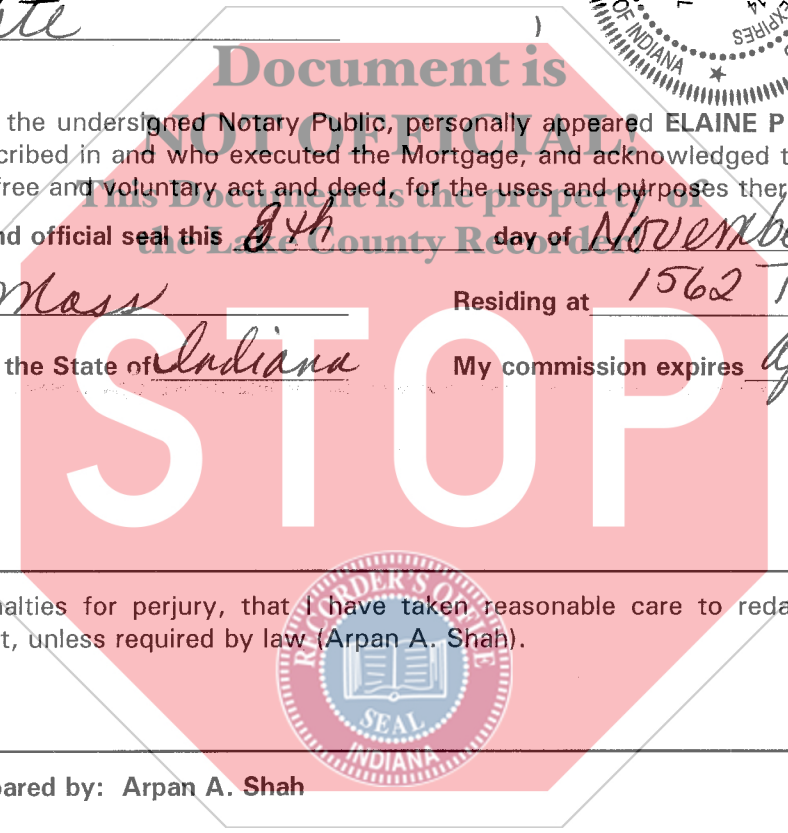 OF INDIANA
EXPIRES
14
Document is
NOT OFFICIAL!
the undersigned Notary Public, personally appeared ELAINE P
cribed in and who executed the Mortgage, and acknowledged t
This Document is the property of
free and voluntary act and deed, for the uses and purposes ther
the Lake County Recorder!
nd official seal this 8th day of Novembe
Moss Residing at 1562 T
the State of Indiana My commission expires
STOP
nalties for perjury, that I have taken reasonable care to reda
t, unless required by law (Arpan A. Shah).
RECORDER'S OFFICE
SEAL
INDIANA
pared by: Arpan A. Shah